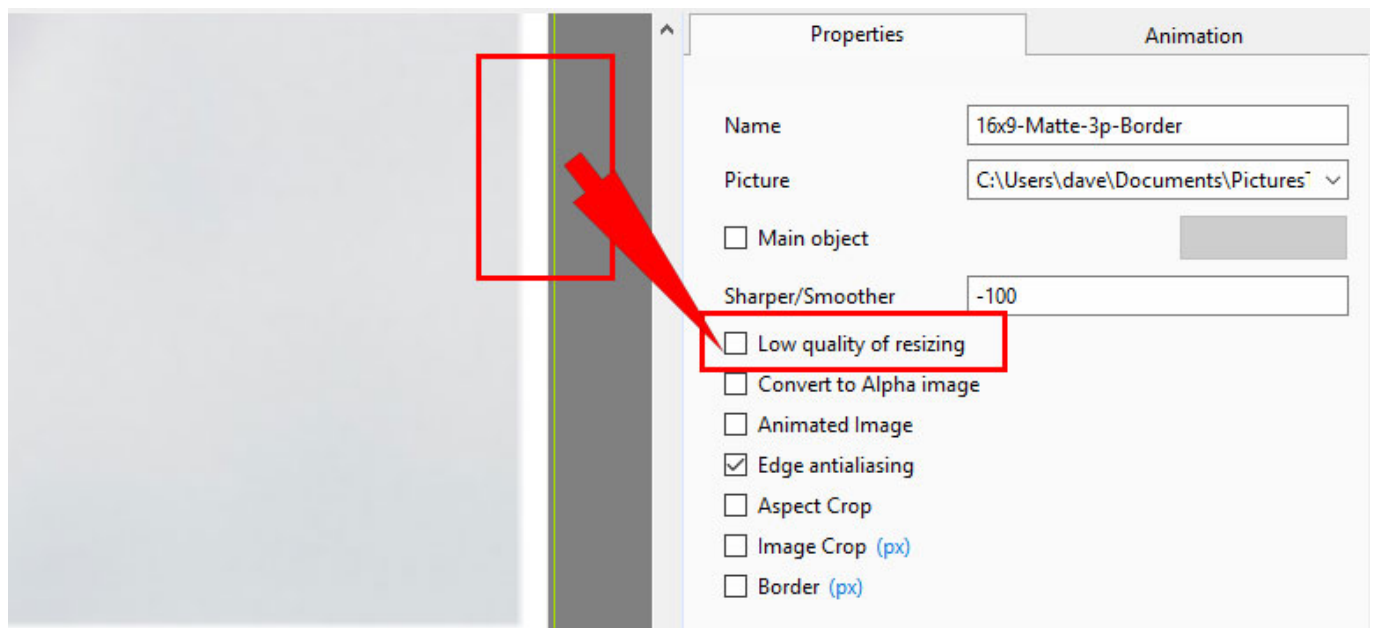 Properties
Animation
Name
16x9-Matte-3p-Border
Picture
C:\Users\dave\Documents\Pictures
Main object
Sharper/Smoother
-100
Low quality of resizing
Convert to Alpha image
Animated Image
Edge antialiasing
Aspect Crop
Image Crop (px)
Border (px)